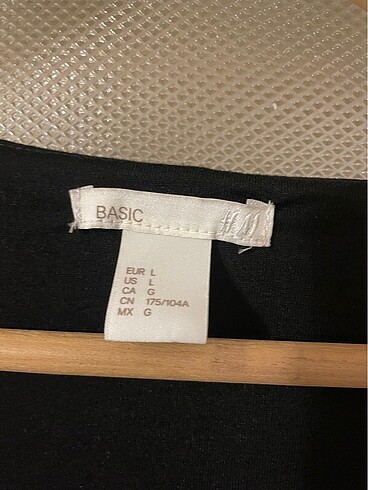 BASIC H&M
EUR L
US L
CA G
CN 175/104A
MX G